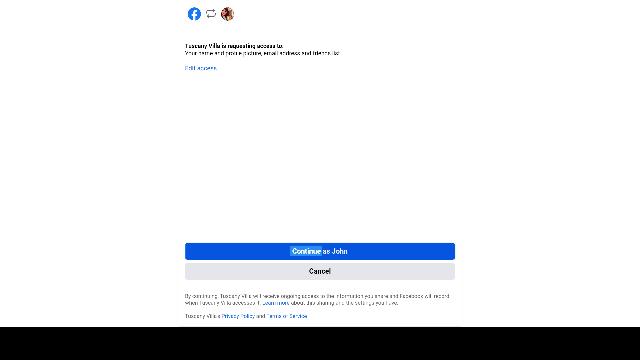 Tuscany Villa is requesting access to:
Your name and profile picture, email address and friends list.
Edit access
Continue as John
Cancel
By continuing, Tuscany Villa will receive ongoing access to the information you share and Facebook will record
when Tuscany Villa accesses it. Learn more about this sharing and the settings you have.
Tuscany Villa's Privacy Policy and Terms of Service